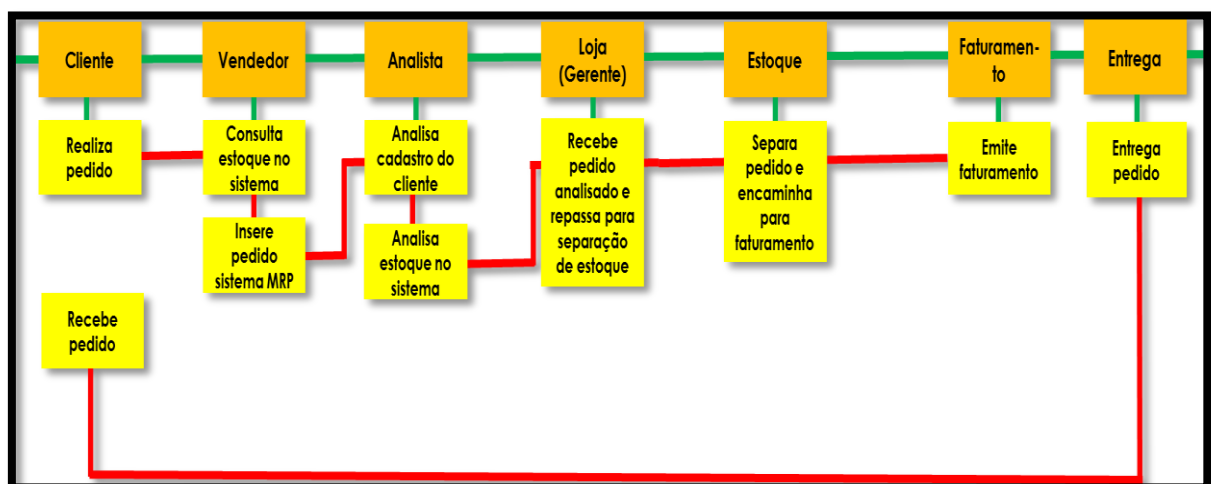 Cliente
Vendedor
Analista
Loja
(Gerente)
Estoque
Faturamen-
to
Entrega
Realiza
pedido
Consulta
estoque no
sistema
Analisa
cadastro do
cliente
Recebe
pedido
analisado e
repassa para
separação
de estoque
Separa
pedido e
encaminha
para
faturamento
Emite
faturamento
Entrega
pedido
Insere
pedido
sistema MRP
Analisa
estoque no
sistema
Recebe
pedido